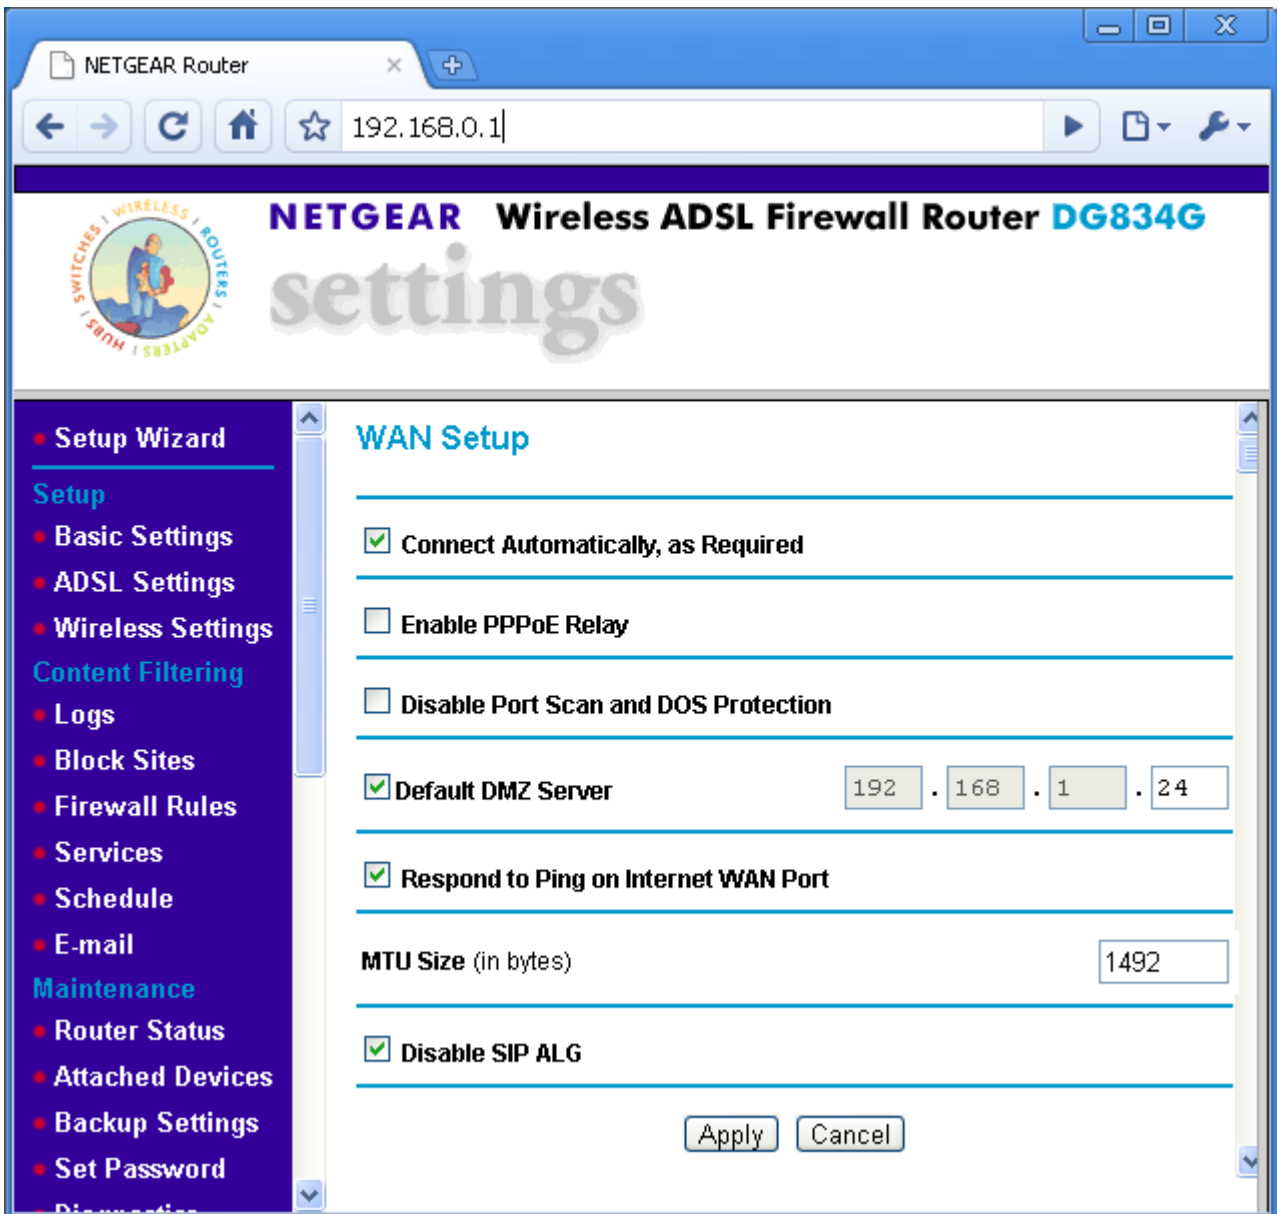 NETGEAR Router
192.168.0.1
SWITCHES | WIRELESS | ROUTERS | ADAPTERS | HUBS |
NETGEAR Wireless ADSL Firewall Router DG834G
settings
Setup Wizard
Setup
Basic Settings
ADSL Settings
Wireless Settings
Content Filtering
Logs
Block Sites
Firewall Rules
Services
Schedule
E-mail
Maintenance
Router Status
Attached Devices
Backup Settings
Set Password
Diagnostics
WAN Setup
Connect Automatically, as Required
Enable PPPoE Relay
Disable Port Scan and DOS Protection
Default DMZ Server 192 . 168 . 1 . 24
Respond to Ping on Internet WAN Port
MTU Size (in bytes) 1492
Disable SIP ALG
Apply Cancel